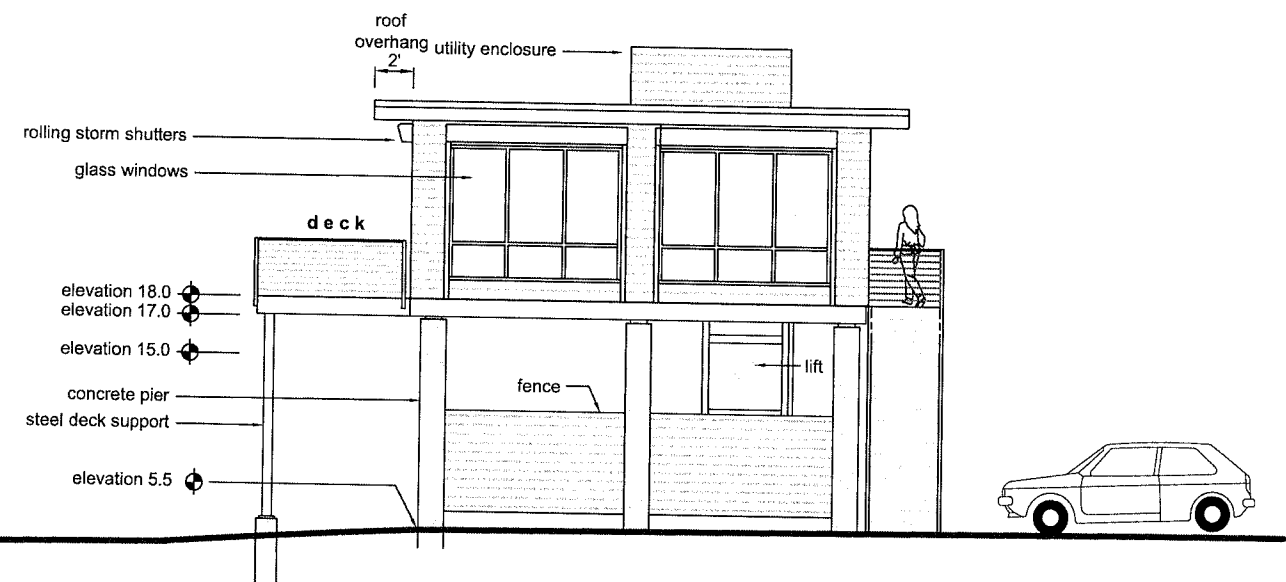 roof
overhang
2'
utility enclosure
rolling storm shutters
glass windows
deck
elevation 18.0
elevation 17.0
elevation 15.0
lift
fence
concrete pier
steel deck support
elevation 5.5